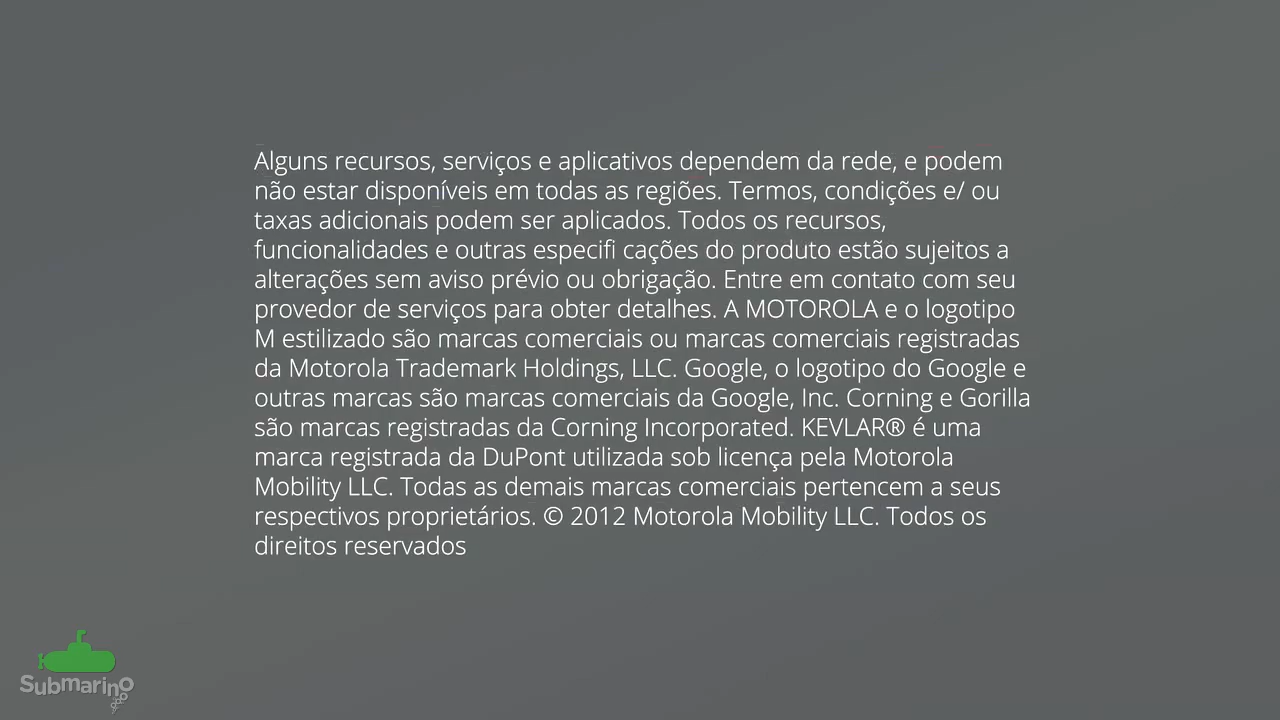 Alguns recursos, serviços e aplicativos dependem da rede, e podem
não estar disponíveis em todas as regiões. Termos, condições e/ ou
taxas adicionais podem ser aplicados. Todos os recursos,
funcionalidades e outras especifi cações do produto estão sujeitos a
alterações sem aviso prévio ou obrigação. Entre em contato com seu
provedor de serviços para obter detalhes. A MOTOROLA e o logotipo
M estilizado são marcas comerciais ou marcas comerciais registradas
da Motorola Trademark Holdings, LLC. Google, o logotipo do Google e
outras marcas são marcas comerciais da Google, Inc. Corning e Gorilla
são marcas registradas da Corning Incorporated. KEVLAR® é uma
marca registrada da DuPont utilizada sob licença pela Motorola
Mobility LLC. Todas as demais marcas comerciais pertencem a seus
respectivos proprietários. © 2012 Motorola Mobility LLC. Todos os
direitos reservados
Submarino